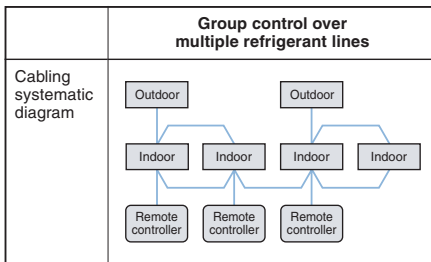 Group control over
multiple refrigerant lines
Cabling
systematic
diagram
Outdoor
Outdoor
Indoor
Indoor
Indoor
Indoor
Remote
controller
Remote
controller
Remote
controller